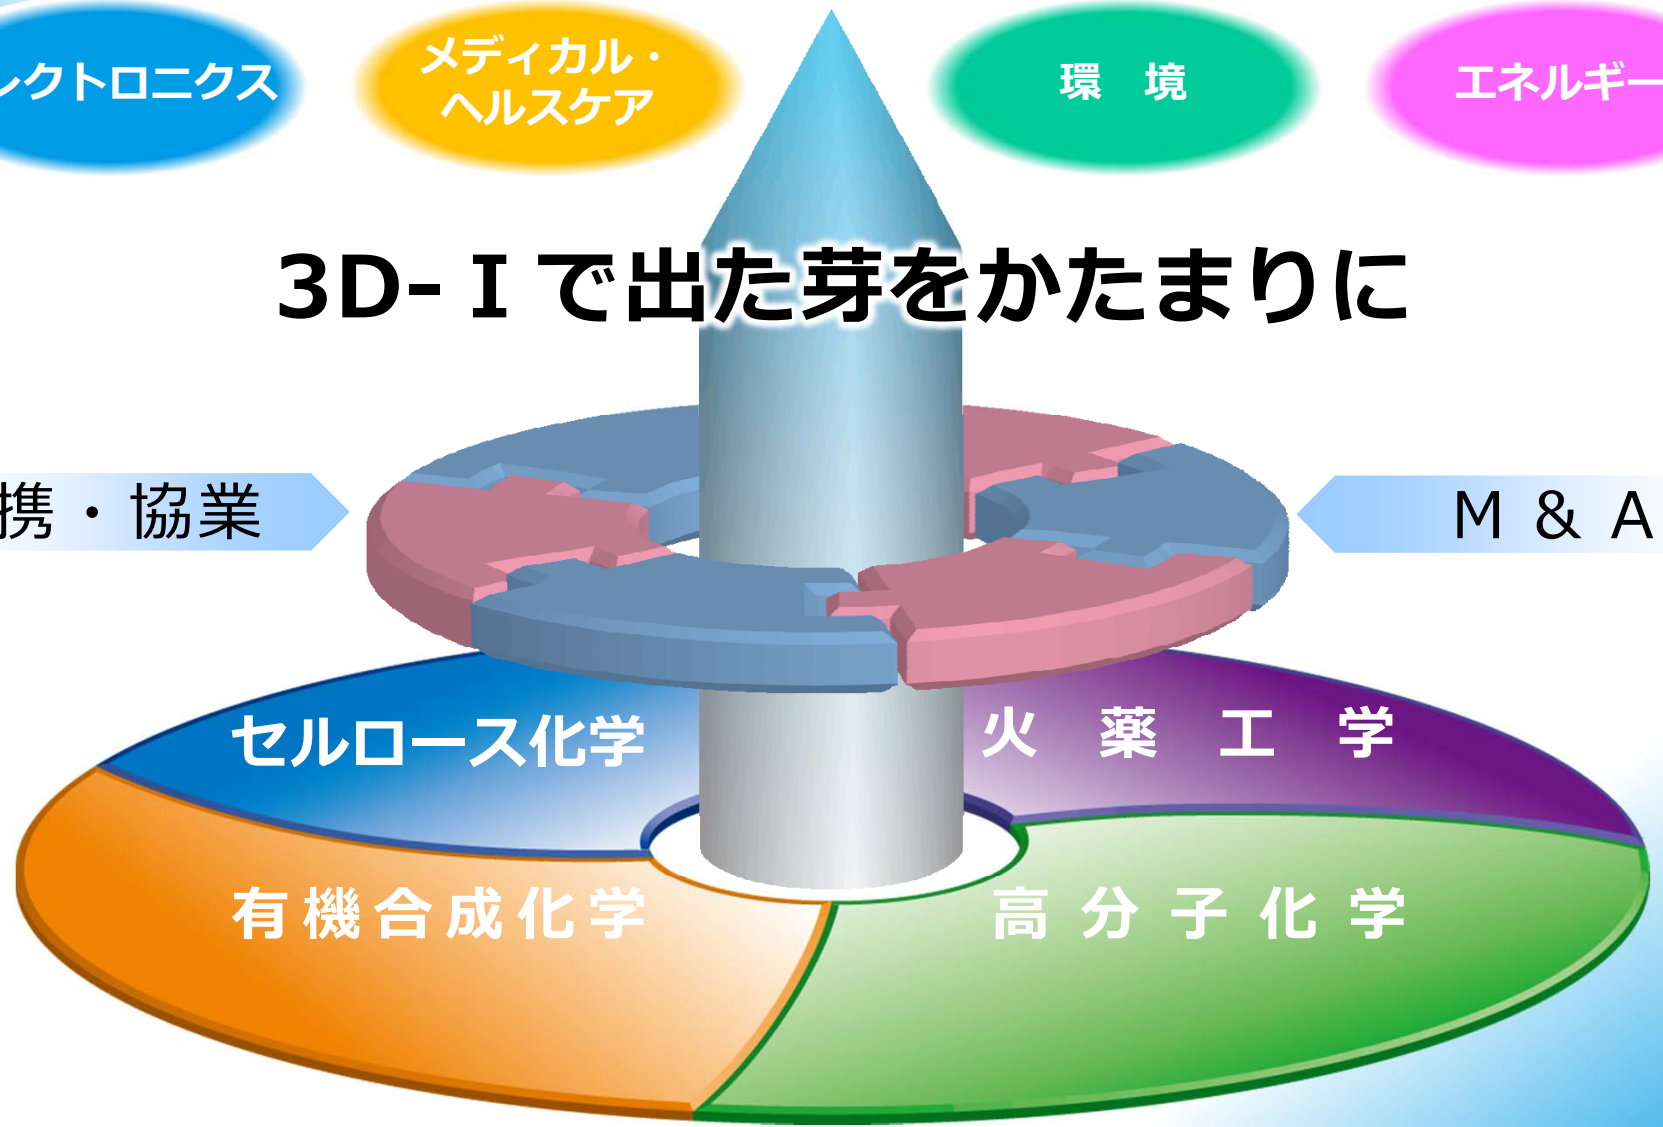 レクトロニクス
メディカル・
ヘルスケア
環 境
エネルギー
3D-Ⅰで出た芽をかたまりに
携・協業
M & A
セルロース化学
火薬工学
有機合成化学
高分子化学